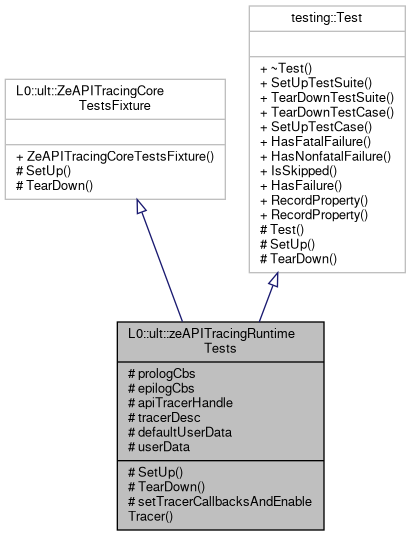 testing::Test
+ ~Test()
+ SetUpTestSuite()
+ TearDownTestSuite()
+ TearDownTestCase()
+ SetUpTestCase()
+ HasFatalFailure()
+ HasNonfatalFailure()
+ IsSkipped()
+ HasFailure()
+ RecordProperty()
+ RecordProperty()
# Test()
# SetUp()
# TearDown()
L0::ult::ZeAPITracingCore
TestsFixture
+ ZeAPITracingCoreTestsFixture()
# SetUp()
# TearDown()
L0::ult::zeAPITracingRuntime
Tests
# prologCbs
# epilogCbs
# apiTracerHandle
# tracerDesc
# defaultUserData
# userData
# SetUp()
# TearDown()
# setTracerCallbacksAndEnable
Tracer()